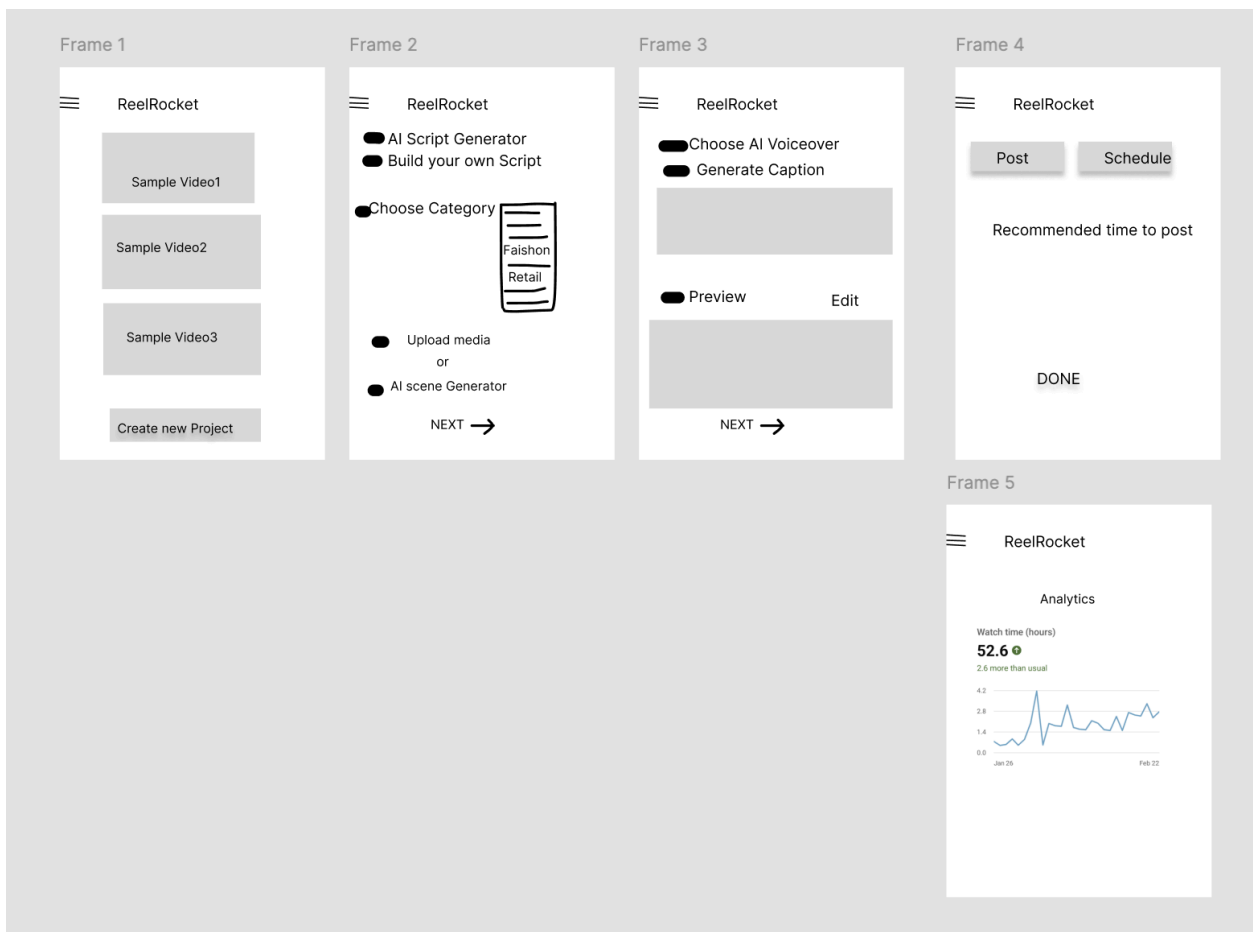 Frame 1
ReelRocket
Sample Video1
Sample Video2
Sample Video3
Create new Project
Frame 2
ReelRocket
AI Script Generator
Build your own Script
Choose Category
Faishon
Retail
Upload media
or
AI scene Generator
NEXT
Frame 3
ReelRocket
Choose AI Voiceover
Generate Caption
Preview Edit
NEXT
Frame 4
ReelRocket
Post Schedule
Recommended time to post
DONE
Frame 5
ReelRocket
Analytics
Watch time (hours)
52.6
2.6 more than usual
4.2
2.8
1.4
0.0
Jan 26 Feb 22